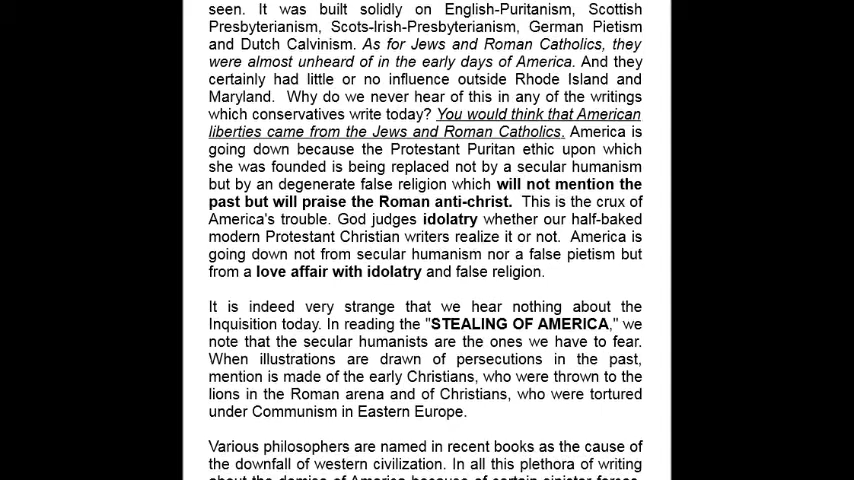 seen. It was built solidly on English-Puritanism, Scottish
Presbyterianism, Scots-Irish-Presbyterianism, German Pietism
and Dutch Calvinism. As for Jews and Roman Catholics, they
were almost unheard of in the early days of America. And they
certainly had little or no influence outside Rhode Island and
Maryland. Why do we never hear of this in any of the writings
which conservatives write today? You would think that American
liberties came from the Jews and Roman Catholics. America is
going down because the Protestant Puritan ethic upon which
she was founded is being replaced not by a secular humanism
but by an degenerate false religion which will not mention the
past but will praise the Roman anti-christ. This is the crux of
America's trouble. God judges idolatry whether our half-baked
modern Protestant Christian writers realize it or not. America is
going down not from secular humanism nor a false pietism but
from a love affair with idolatry and false religion.
It is indeed very strange that we hear nothing about the
Inquisition today. In reading the "STEALING OF AMERICA," we
note that the secular humanists are the ones we have to fear.
When illustrations are drawn of persecutions in the past,
mention is made of the early Christians, who were thrown to the
lions in the Roman arena and of Christians, who were tortured
under Communism in Eastern Europe.
Various philosophers are named in recent books as the cause of
the downfall of western civilization. In all this plethora of writing
about the demise of America because of certain sinister forces,